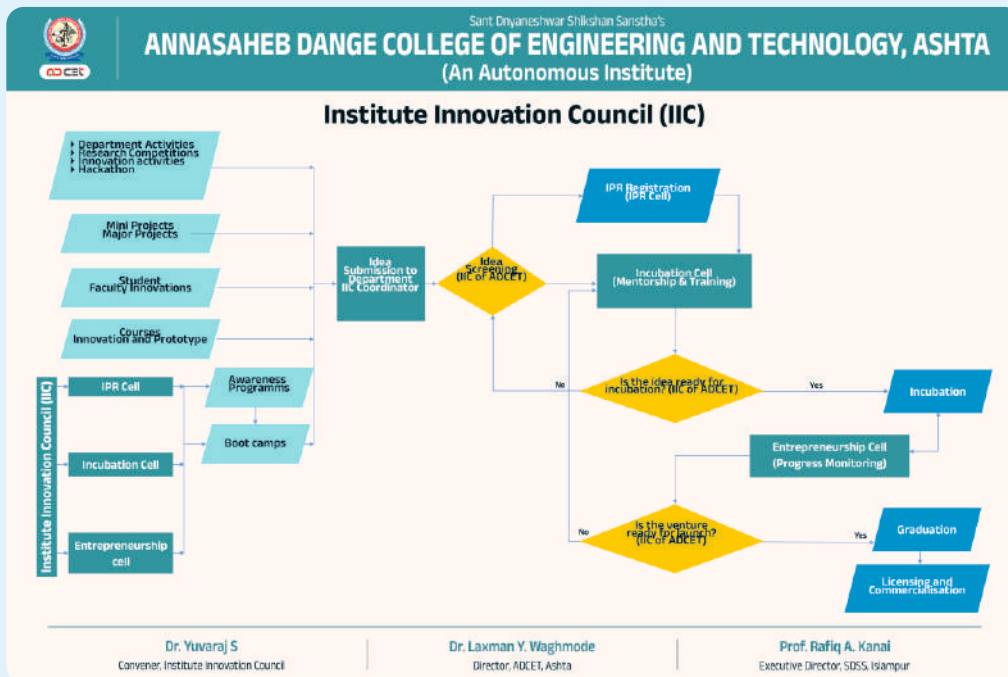 Sant Dnyaneshwar Shikshan Sanstha's
ANNASAHEB DANGE COLLEGE OF ENGINEERING AND TECHNOLOGY, ASHTA
(An Autonomous Institute)
ADCET
Institute Innovation Council (IIC)
Department Activities
Research Competitions
Innovation activities
Hackathon
Mini Projects
Major Projects
Student
Faculty Innovations
Courses
Innovation and Prototype
Institute Innovation Council (IIC)
IPR Cell
Incubation Cell
Entrepreneurship
cell
Awareness
Programms
Boot camps
Idea
Submission to
Department
IIC Coordinator
Idea
Screening
(IIC of ADCET)
IPR Registration
(IPR Cell)
Incubation Cell
(Mentorship & Training)
Is the idea ready for
incubation? (IIC of ADCET)
No
Yes
Incubation
Entrepreneurship Cell
(Progress Monitoring)
Is the venture
ready for launch?
(IIC of ADCET)
No
Yes
Graduation
Licensing and
Commercialisation
Dr. Yuvaraj S
Convener, Institute Innovation Council
Dr. Laxman Y. Waghmode
Director, ADCET, Ashta
Prof. Rafiq A. Kanai
Executive Director, SDSS, Islampur